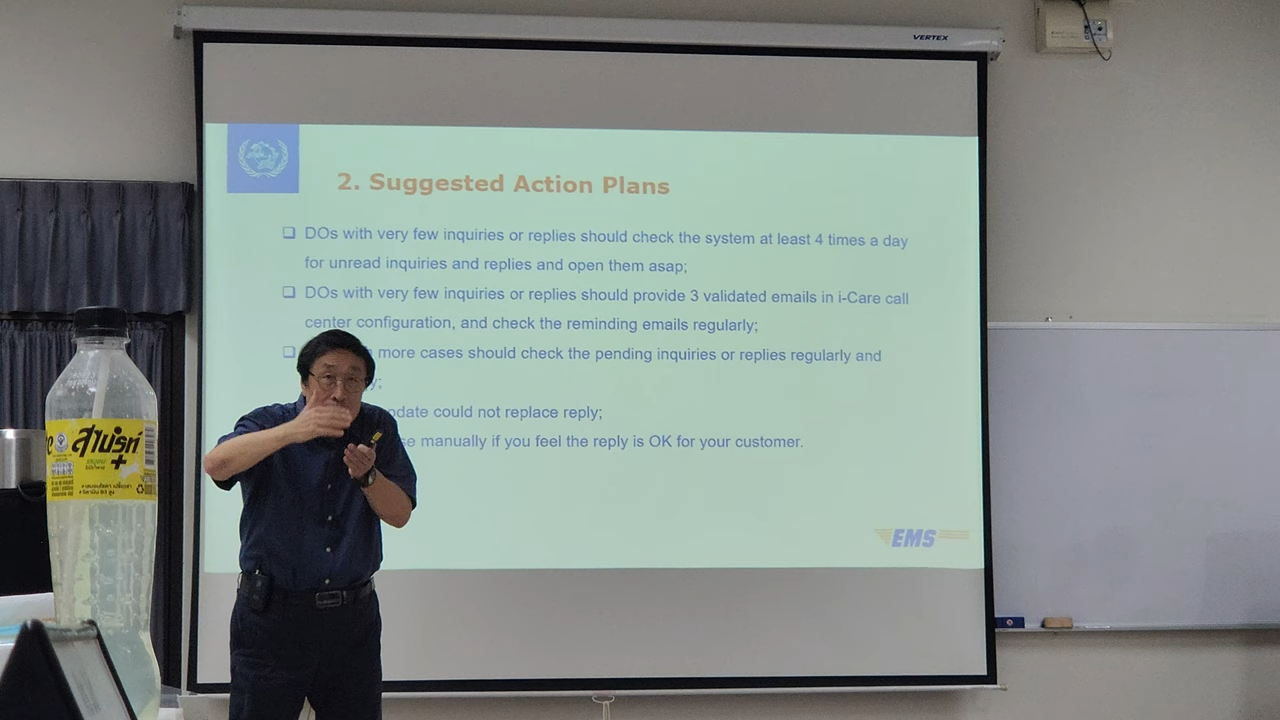 VERTEX
2. Suggested Action Plans
❑ DOs with very few inquiries or replies should check the system at least 4 times a day
for unread inquiries and replies and open them asap;
❑ DOs with very few inquiries or replies should provide 3 validated emails in i-Care call
center configuration, and check the reminding emails regularly;
❑ more cases should check the pending inquiries or replies regularly and
could not replace reply;
manually if you feel the reply is OK for your customer.
EMS
สาเริท์
+